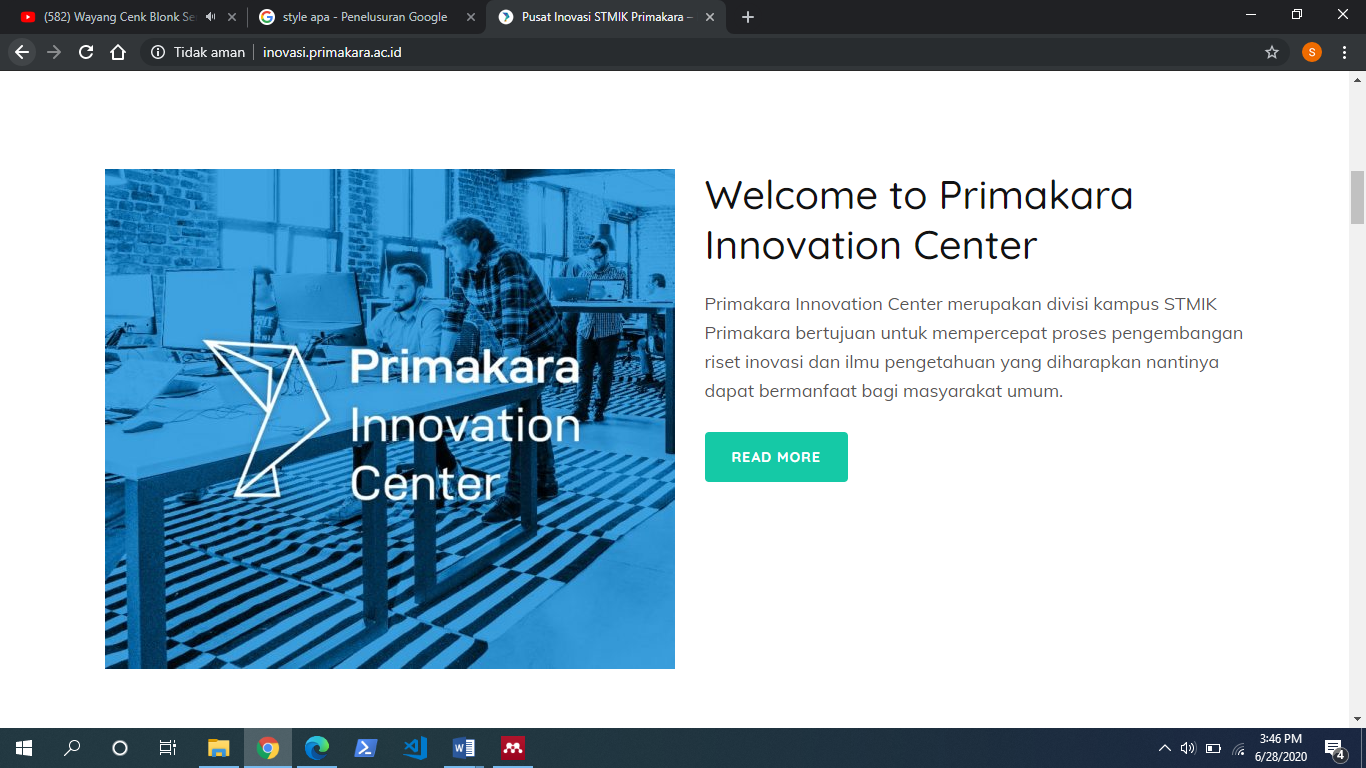 (582) Wayang Cenk Blonk Se
style apa - Penelusuran Google
Pusat Inovasi STMIK Primakara –
Tidak aman
inovasi.primakara.ac.id
S
Primakara
Innovation
Center
Welcome to Primakara
Innovation Center
Primakara Innovation Center merupakan divisi kampus STMIK
Primakara bertujuan untuk mempercepat proses pengembangan
riset inovasi dan ilmu pengetahuan yang diharapkan nantinya
dapat bermanfaat bagi masyarakat umum.
READ MORE
3:46 PM
6/28/2020
4